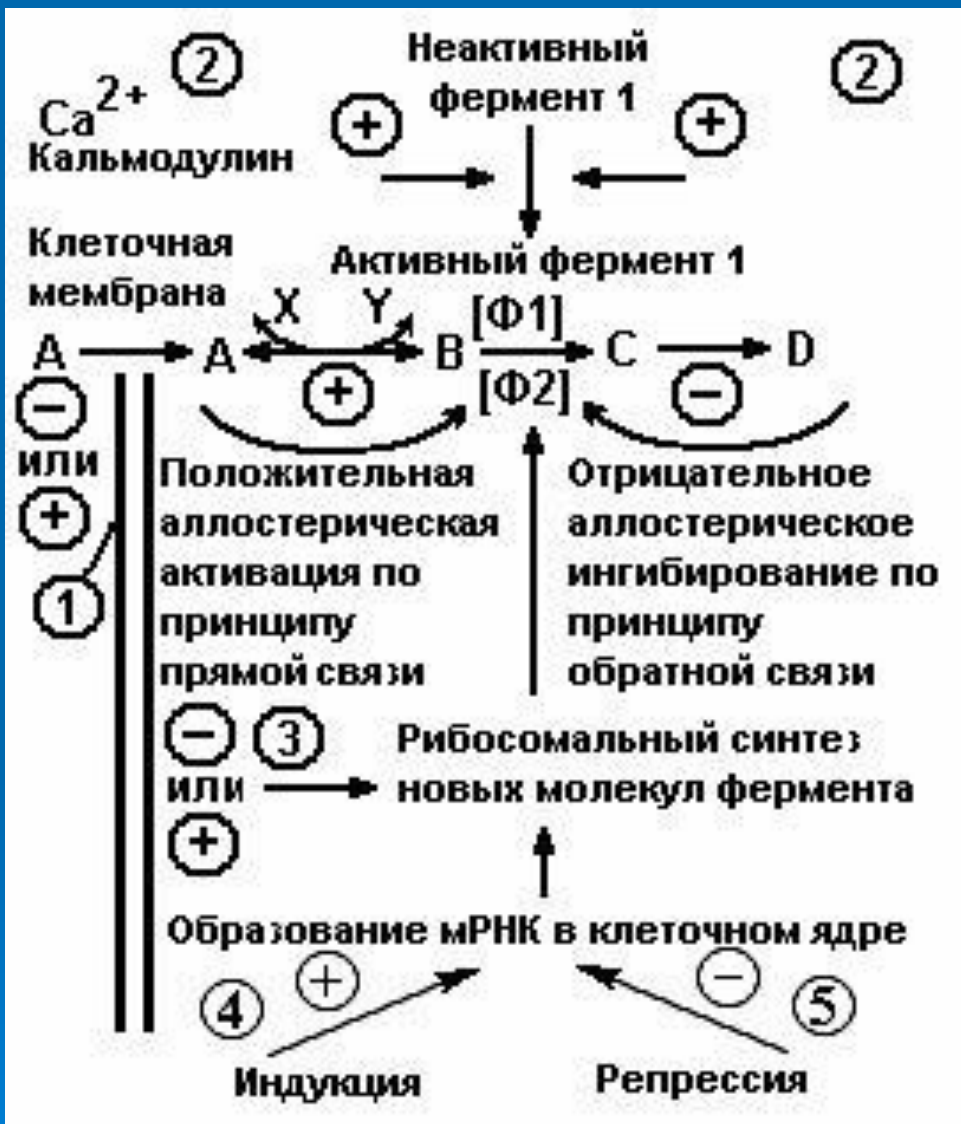 Ca2+ ② Неактивный фермент 1 ②
Кальмодулин
+ +
Клеточная мембрана
Активный фермент 1
X Y [Ф1]
A A B C D
− + [Ф2] −
или
+
①
Положительная
аллостерическая
активация по
принципу
прямой связи
Отрицательное
аллостерическое
ингибирование по
принципу
обратной связи
− ③ Рибосомальный синтез
или новых молекул фермента
+
Образование мРНК в клеточном ядре
④ + − ⑤
Индукция Репрессия